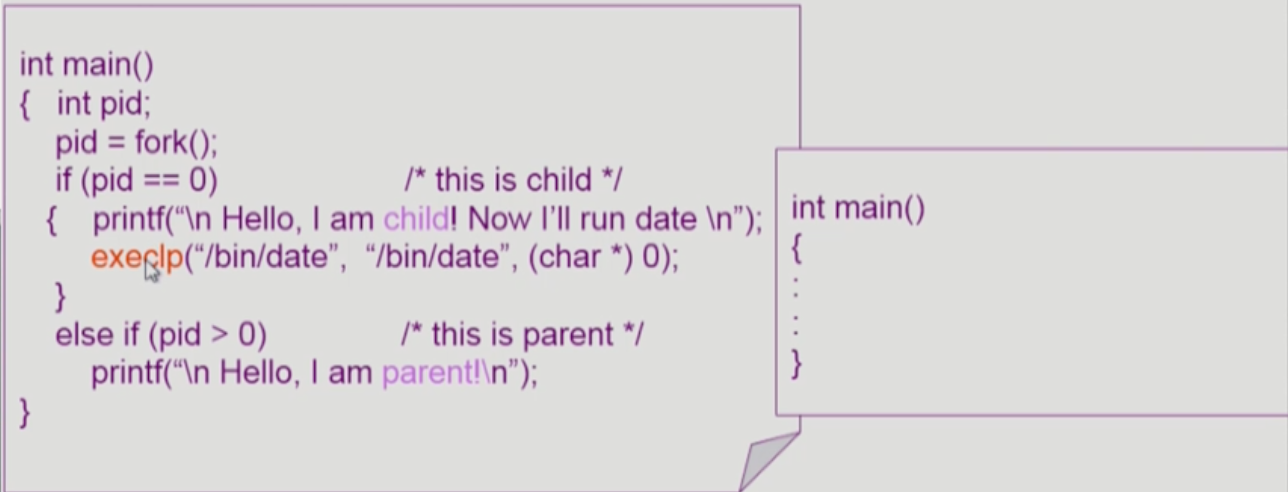 int main()
{ int pid;
pid = fork();
if (pid == 0) /* this is child */
{ printf(“\n Hello, I am child! Now I’ll run date \n”);
execlp(“/bin/date”, “/bin/date”, (char *) 0);
}
else if (pid > 0) /* this is parent */
printf(“\n Hello, I am parent!\n”);
}
int main()
{
:
:
}